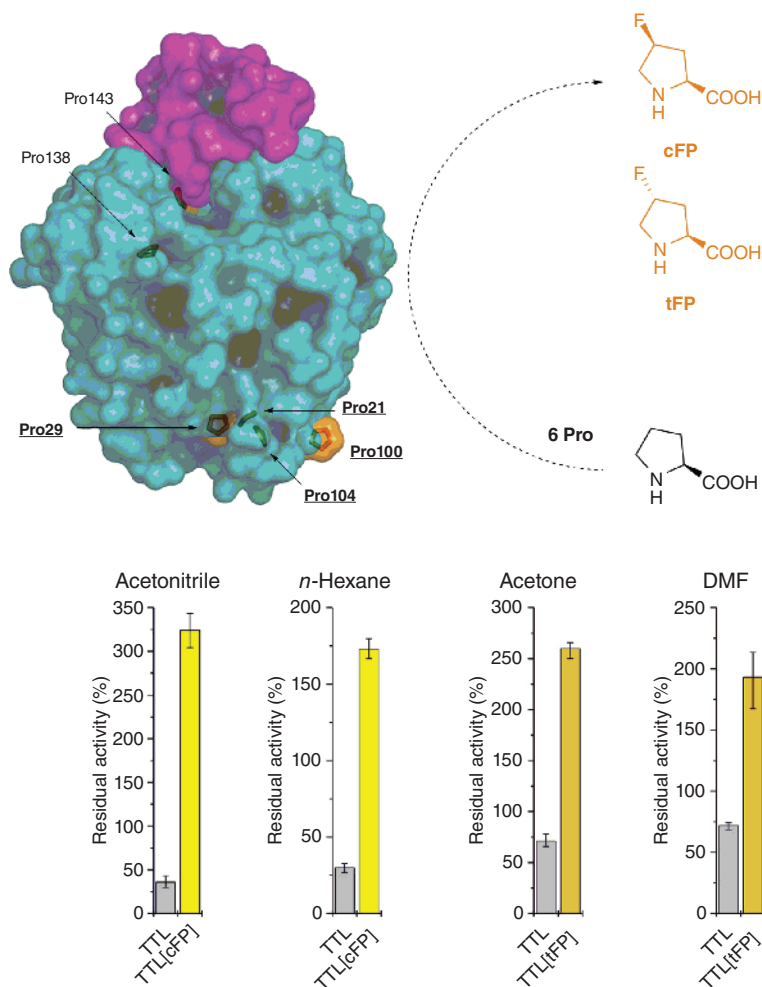 Pro143
Pro138
Pro29
Pro21
Pro100
Pro104
F
N
H
COOH
cFP
F
N
H
COOH
tFP
6 Pro
N
H
COOH
Acetonitrile
Residual activity (%)
350
300
250
200
150
100
50
0
TTL
TTL[cFP]
n-Hexane
Residual activity (%)
200
150
100
50
0
TTL
TTL[cFP]
Acetone
Residual activity (%)
300
250
200
150
100
50
0
TTL
TTL[tFP]
DMF
Residual activity (%)
250
200
150
100
50
0
TTL
TTL[tFP]